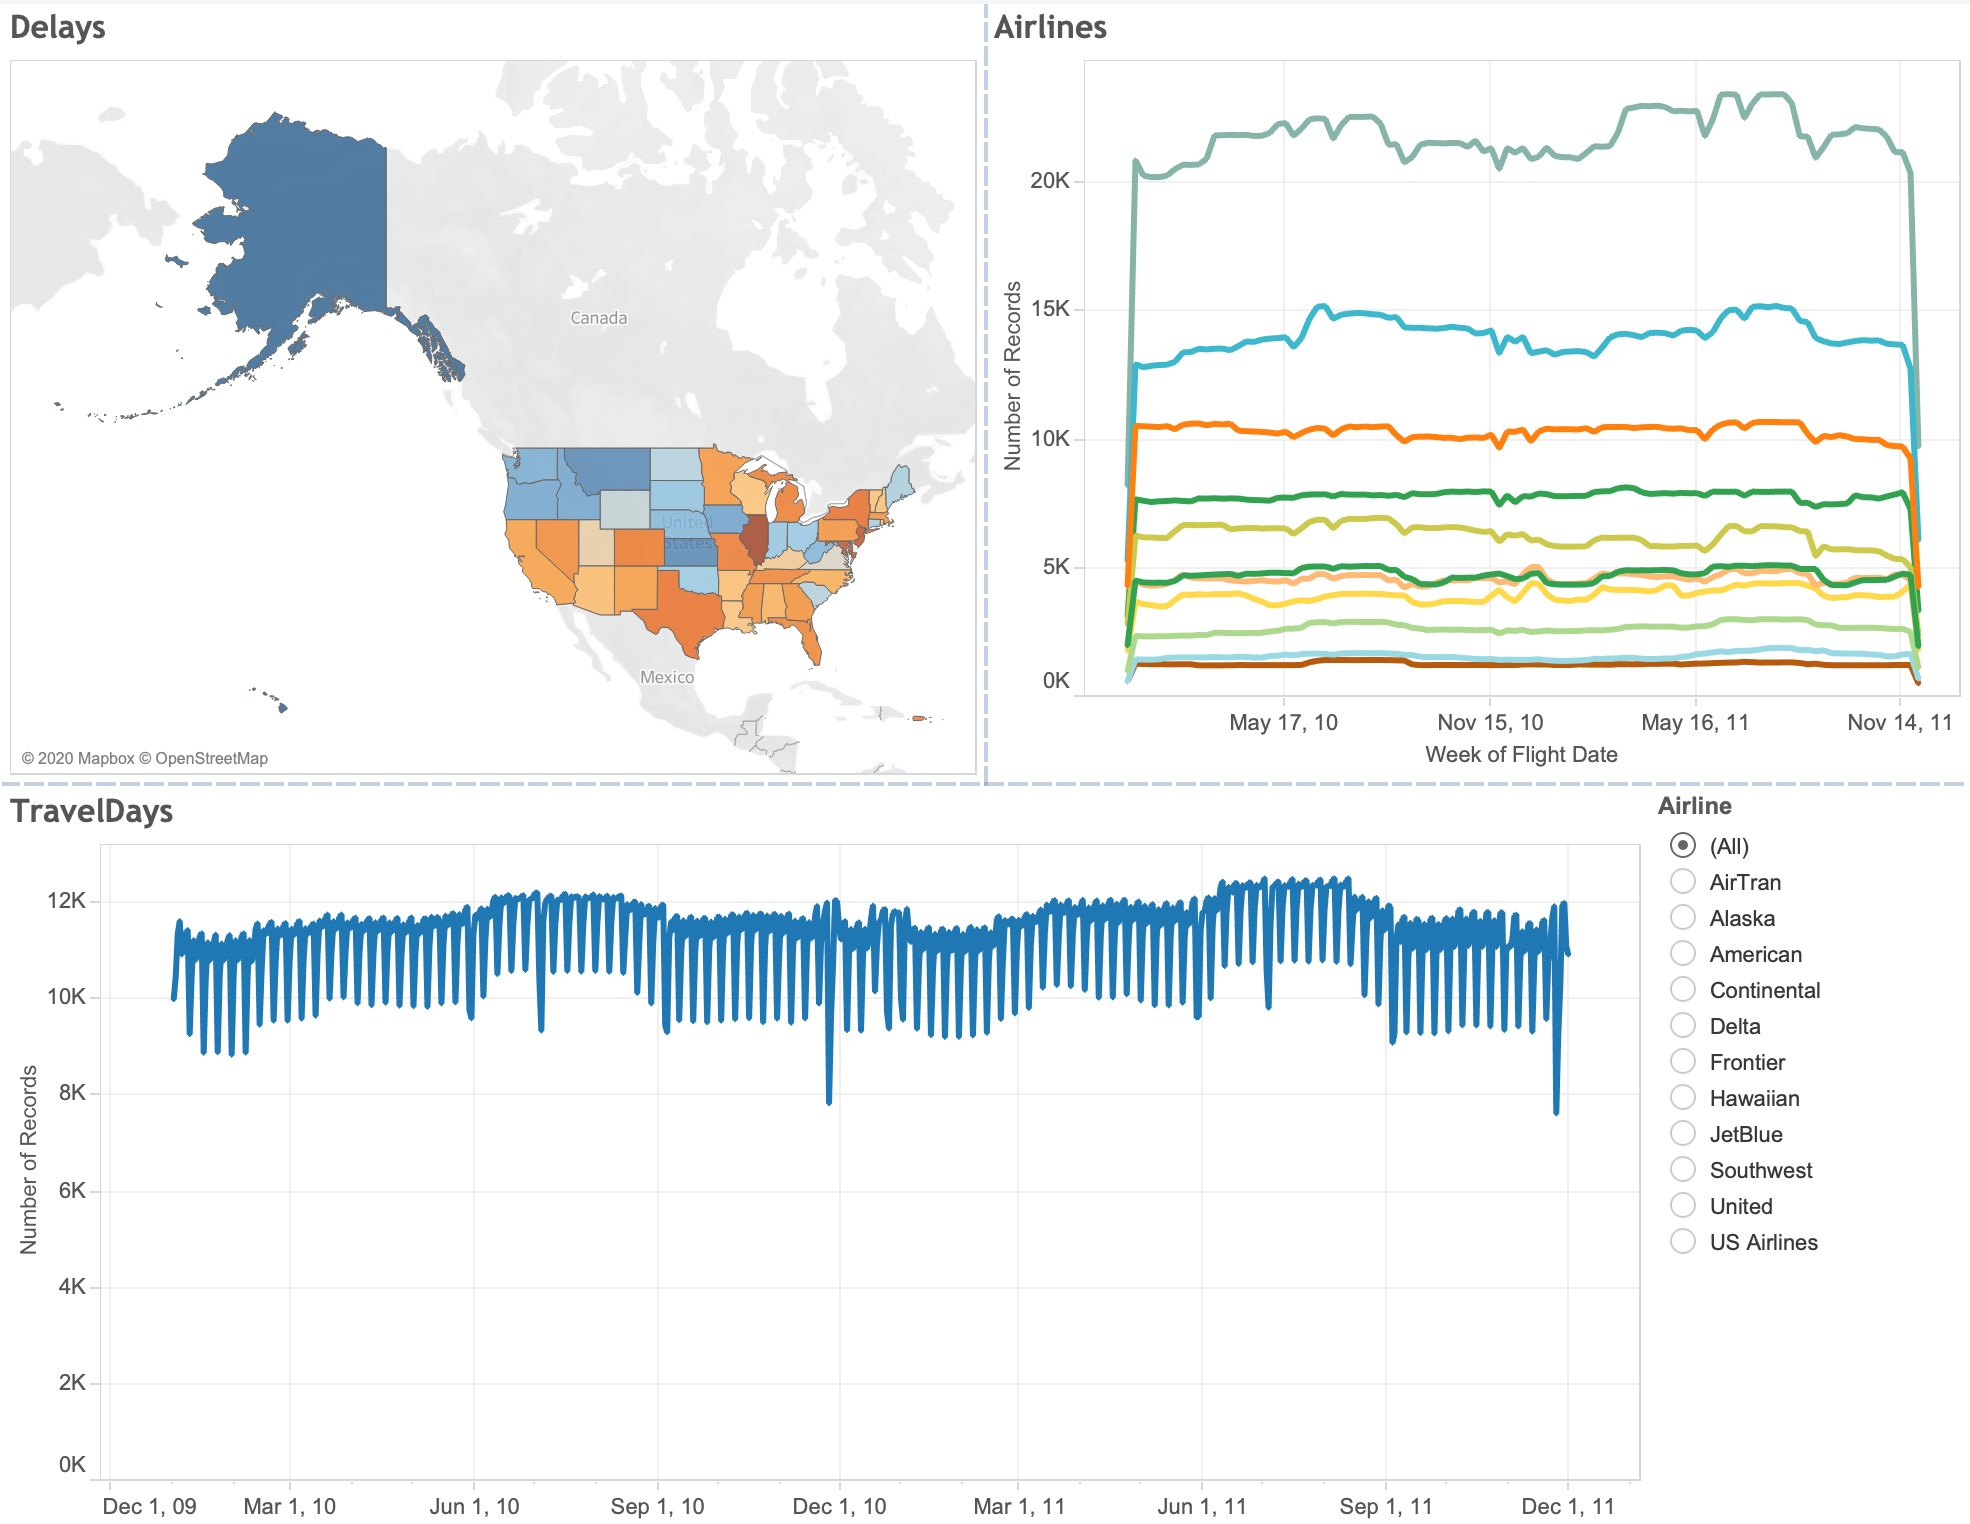 Delays
Canada
United
States
Mexico
© 2020 Mapbox © OpenStreetMap
Airlines
Number of Records
20K
15K
10K
5K
0K
May 17, 10
Nov 15, 10
May 16, 11
Nov 14, 11
Week of Flight Date
TravelDays
Number of Records
12K
10K
8K
6K
4K
2K
0K
Dec 1, 09
Mar 1, 10
Jun 1, 10
Sep 1, 10
Dec 1, 10
Mar 1, 11
Jun 1, 11
Sep 1, 11
Dec 1, 11
Airline
(All)
AirTran
Alaska
American
Continental
Delta
Frontier
Hawaiian
JetBlue
Southwest
United
US Airlines